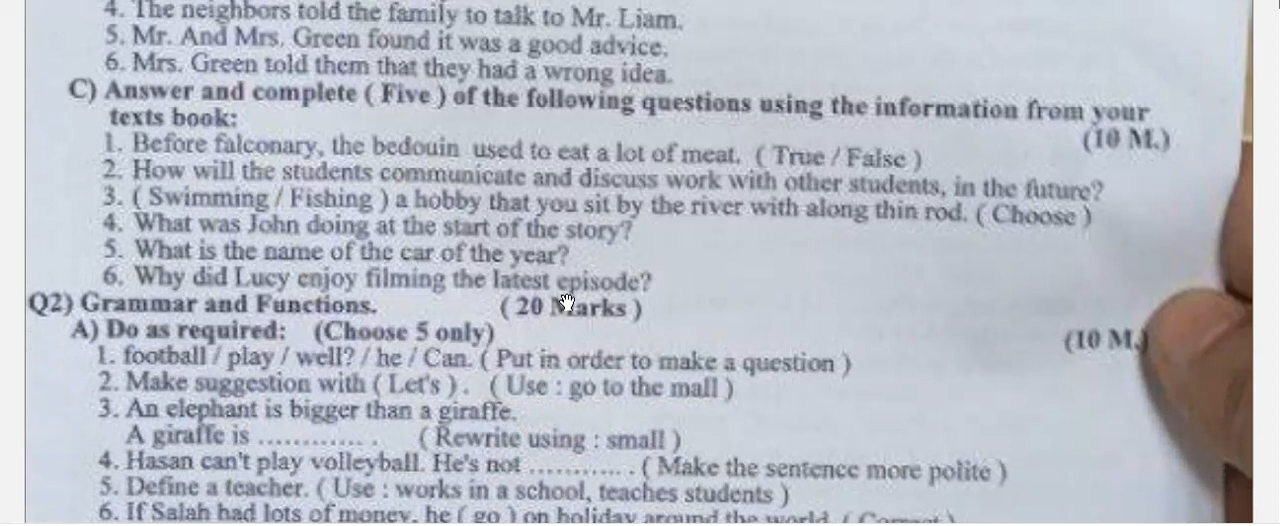 4. The neighbors told the family to talk to Mr. Liam.
5. Mr. And Mrs. Green found it was a good advice.
6. Mrs. Green told them that they had a wrong idea.
C) Answer and complete ( Five ) of the following questions using the information from your
texts book: (10 M.)
1. Before falconary, the bedouin used to eat a lot of meat. ( True / False )
2. How will the students communicate and discuss work with other students, in the future?
3. ( Swimming / Fishing ) a hobby that you sit by the river with along thin rod. ( Choose )
4. What was John doing at the start of the story?
5. What is the name of the car of the year?
6. Why did Lucy enjoy filming the latest episode?
Q2) Grammar and Functions. ( 20 Marks )
A) Do as required: (Choose 5 only) (10 M.)
1. football / play / well? / he / Can. ( Put in order to make a question )
2. Make suggestion with ( Let's ). ( Use : go to the mall )
3. An elephant is bigger than a giraffe.
A giraffe is ............ . ( Rewrite using : small )
4. Hasan can't play volleyball. He's not ............ . ( Make the sentence more polite )
5. Define a teacher. ( Use : works in a school, teaches students )
6. If Salah had lots of money, he ( go ) on holiday around the world. ( Correct )